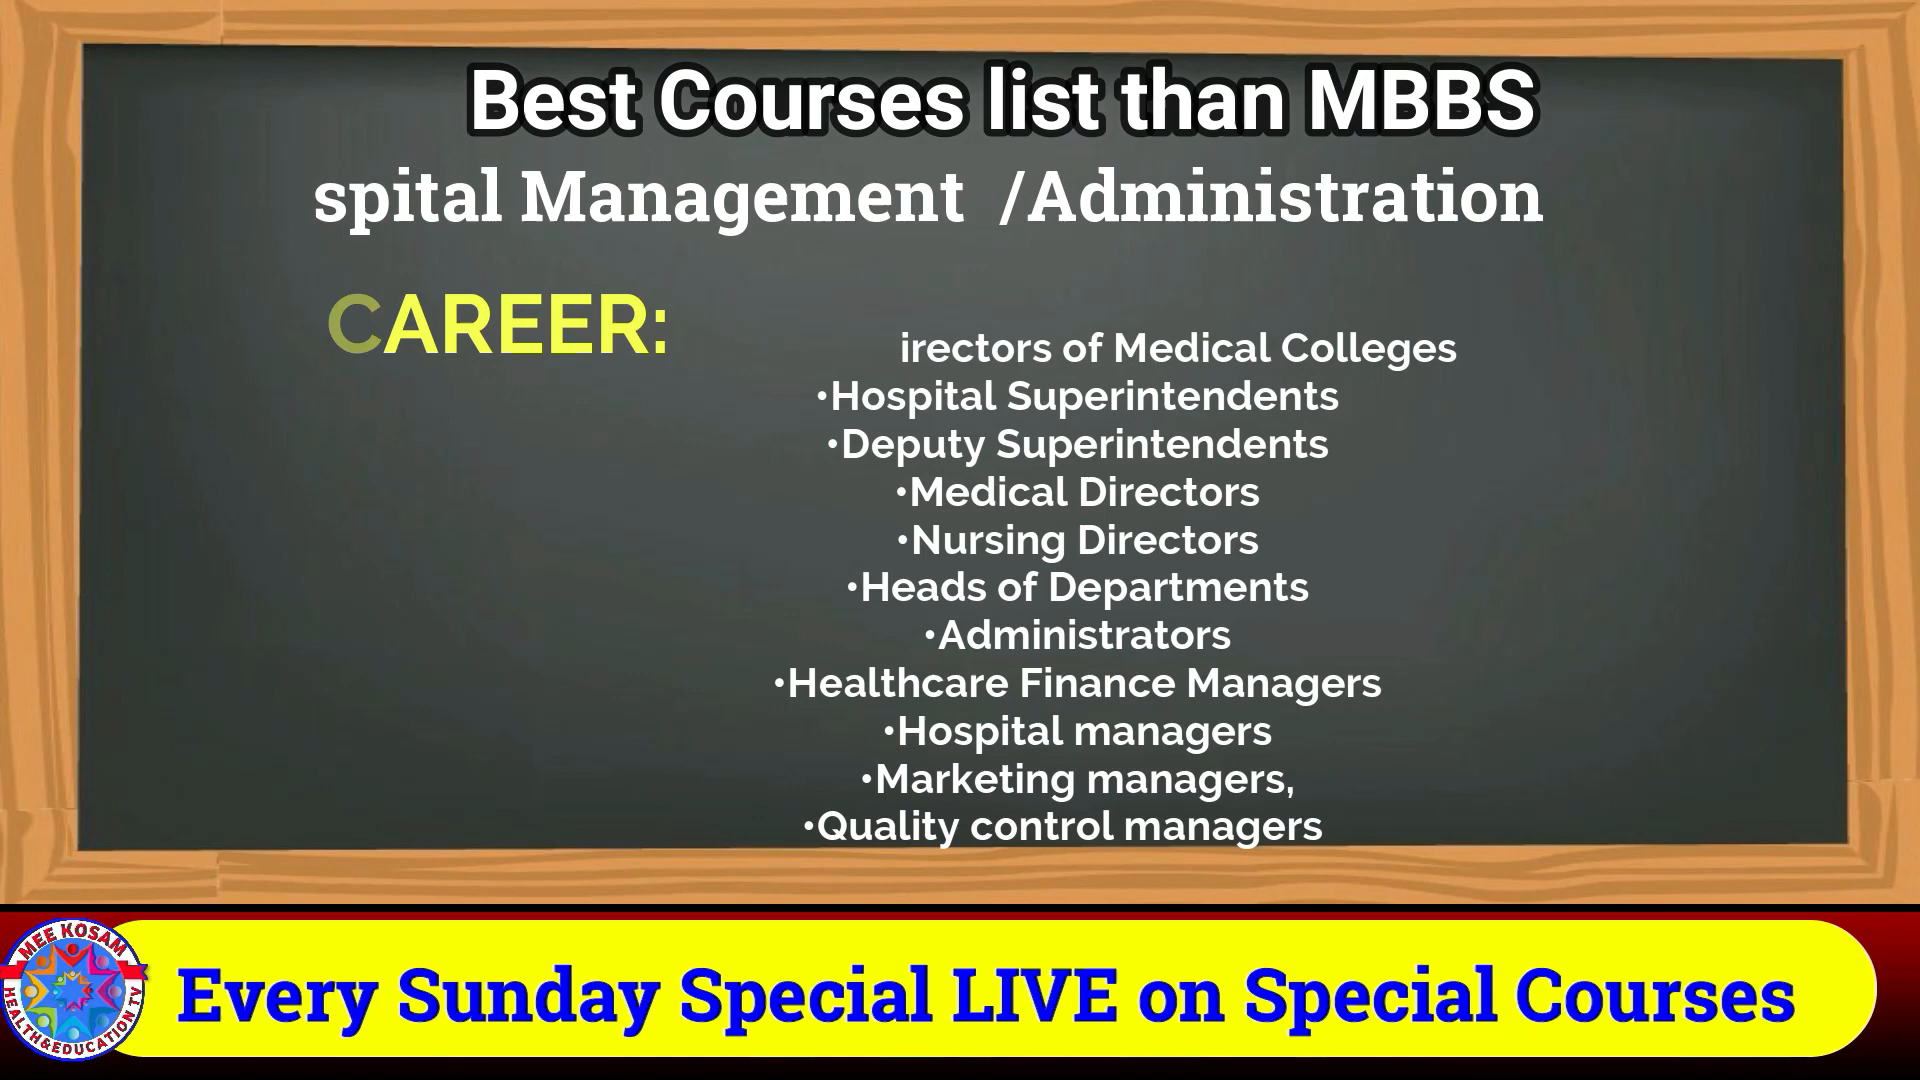 Best Courses list than MBBS
spital Management /Administration
CAREER:
irectors of Medical Colleges
•Hospital Superintendents
•Deputy Superintendents
•Medical Directors
•Nursing Directors
•Heads of Departments
•Administrators
•Healthcare Finance Managers
•Hospital managers
•Marketing managers,
•Quality control managers
MEE KOSAM
HEALTH&EDUCATION TV
Every Sunday Special LIVE on Special Courses